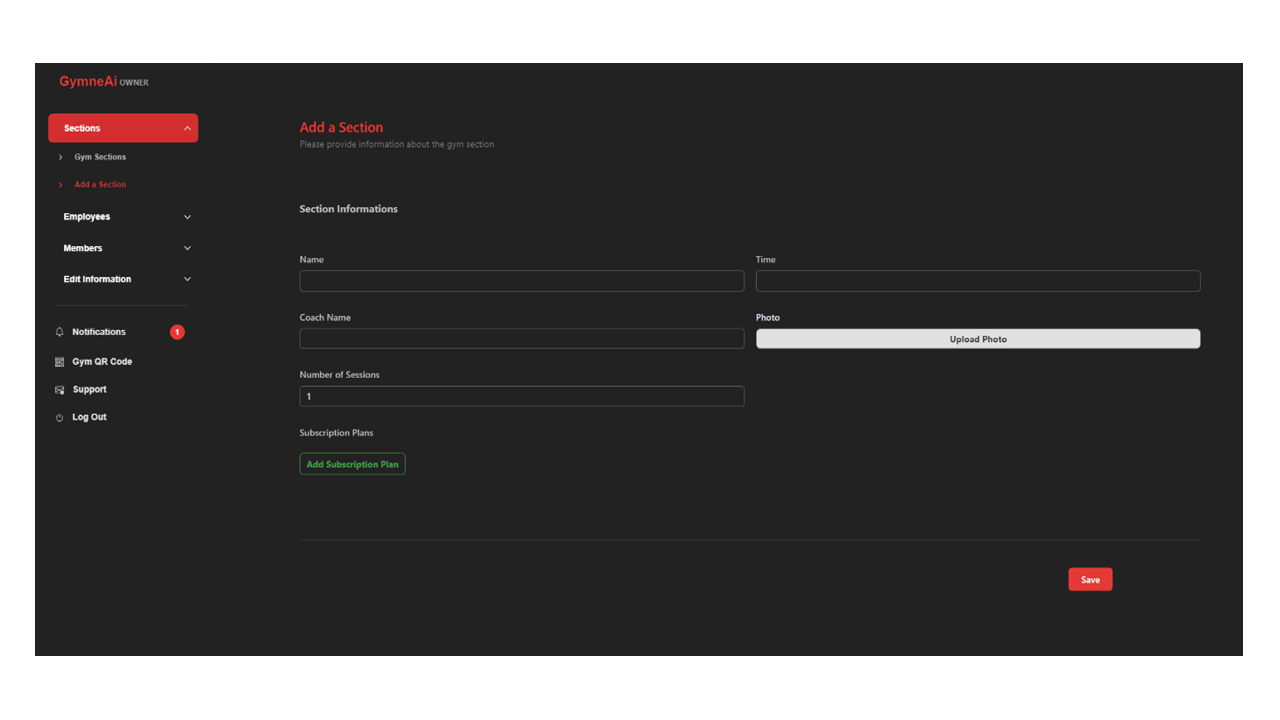 GymneAi OWNER
Sections
Gym Sections
Add a Section
Employees
Members
Edit Information
Notifications 1
Gym QR Code
Support
Log Out
Add a Section
Please provide information about the gym section
Section Informations
Name
Time
Coach Name
Photo
Upload Photo
Number of Sessions
1
Subscription Plans
Add Subscription Plan
Save